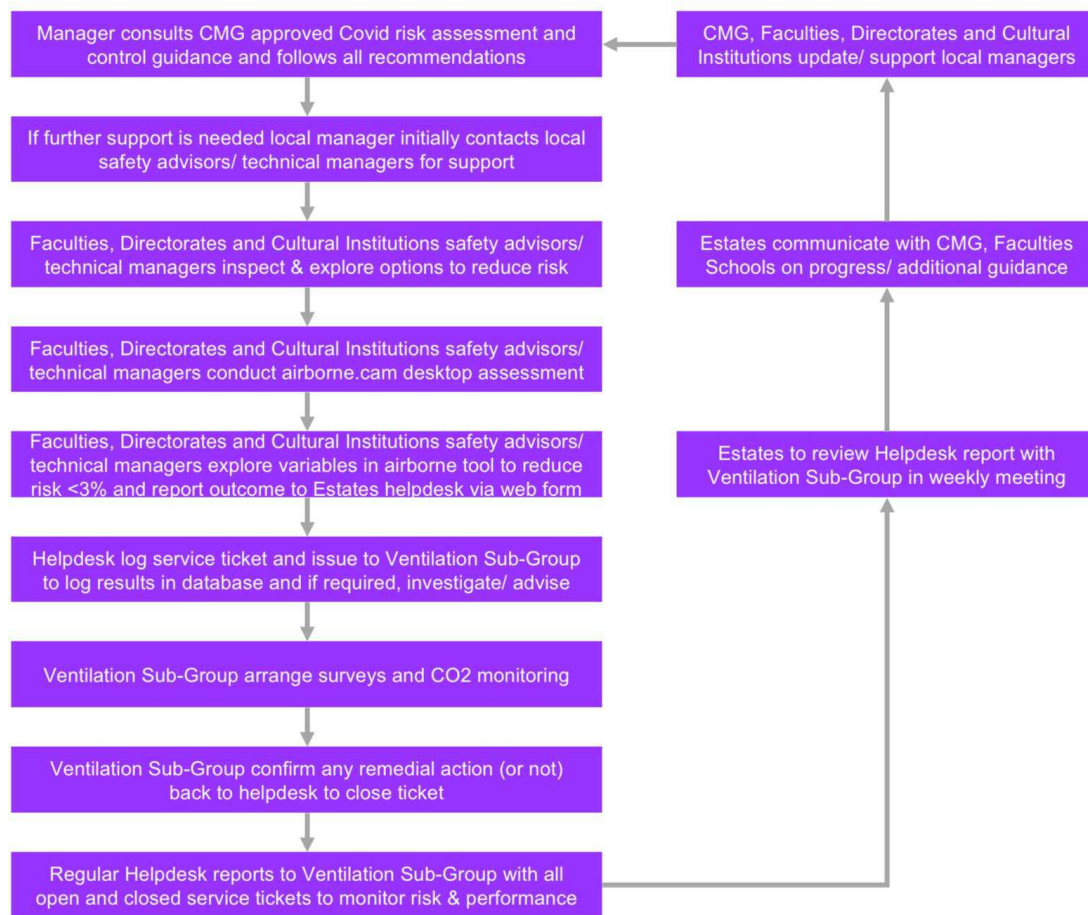 Manager consults CMG approved Covid risk assessment and
control guidance and follows all recommendations
If further support is needed local manager initially contacts local
safety advisors/ technical managers for support
Faculties, Directorates and Cultural Institutions safety advisors/
technical managers inspect & explore options to reduce risk
Faculties, Directorates and Cultural Institutions safety advisors/
technical managers conduct airborne.cam desktop assessment
Faculties, Directorates and Cultural Institutions safety advisors/
technical managers explore variables in airborne tool to reduce
risk <3% and report outcome to Estates helpdesk via web form
Helpdesk log service ticket and issue to Ventilation Sub-Group
to log results in database and if required, investigate/ advise
Ventilation Sub-Group arrange surveys and CO2 monitoring
Ventilation Sub-Group confirm any remedial action (or not)
back to helpdesk to close ticket
Regular Helpdesk reports to Ventilation Sub-Group with all
open and closed service tickets to monitor risk & performance
Estates to review Helpdesk report with
Ventilation Sub-Group in weekly meeting
Estates communicate with CMG, Faculties
Schools on progress/ additional guidance
CMG, Faculties, Directorates and Cultural
Institutions update/ support local managers